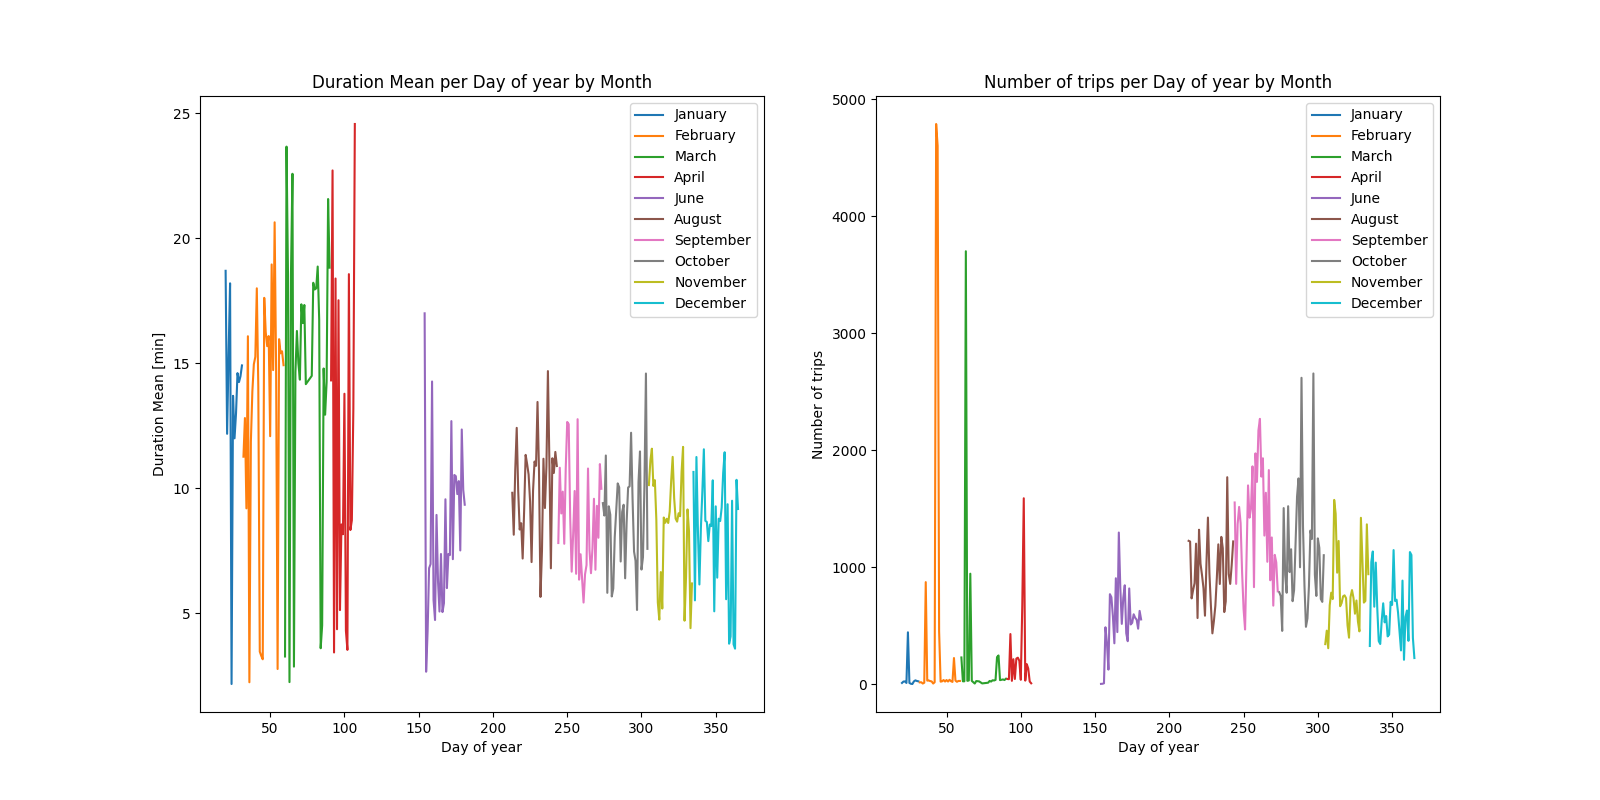 Duration Mean per Day of year by Month
25
20
15
10
5
Duration Mean [min]
50 100 150 200 250 300 350
Day of year
January
February
March
April
June
August
September
October
November
December
Number of trips per Day of year by Month
5000
4000
3000
2000
1000
0
Number of trips
50 100 150 200 250 300 350
Day of year
January
February
March
April
June
August
September
October
November
December